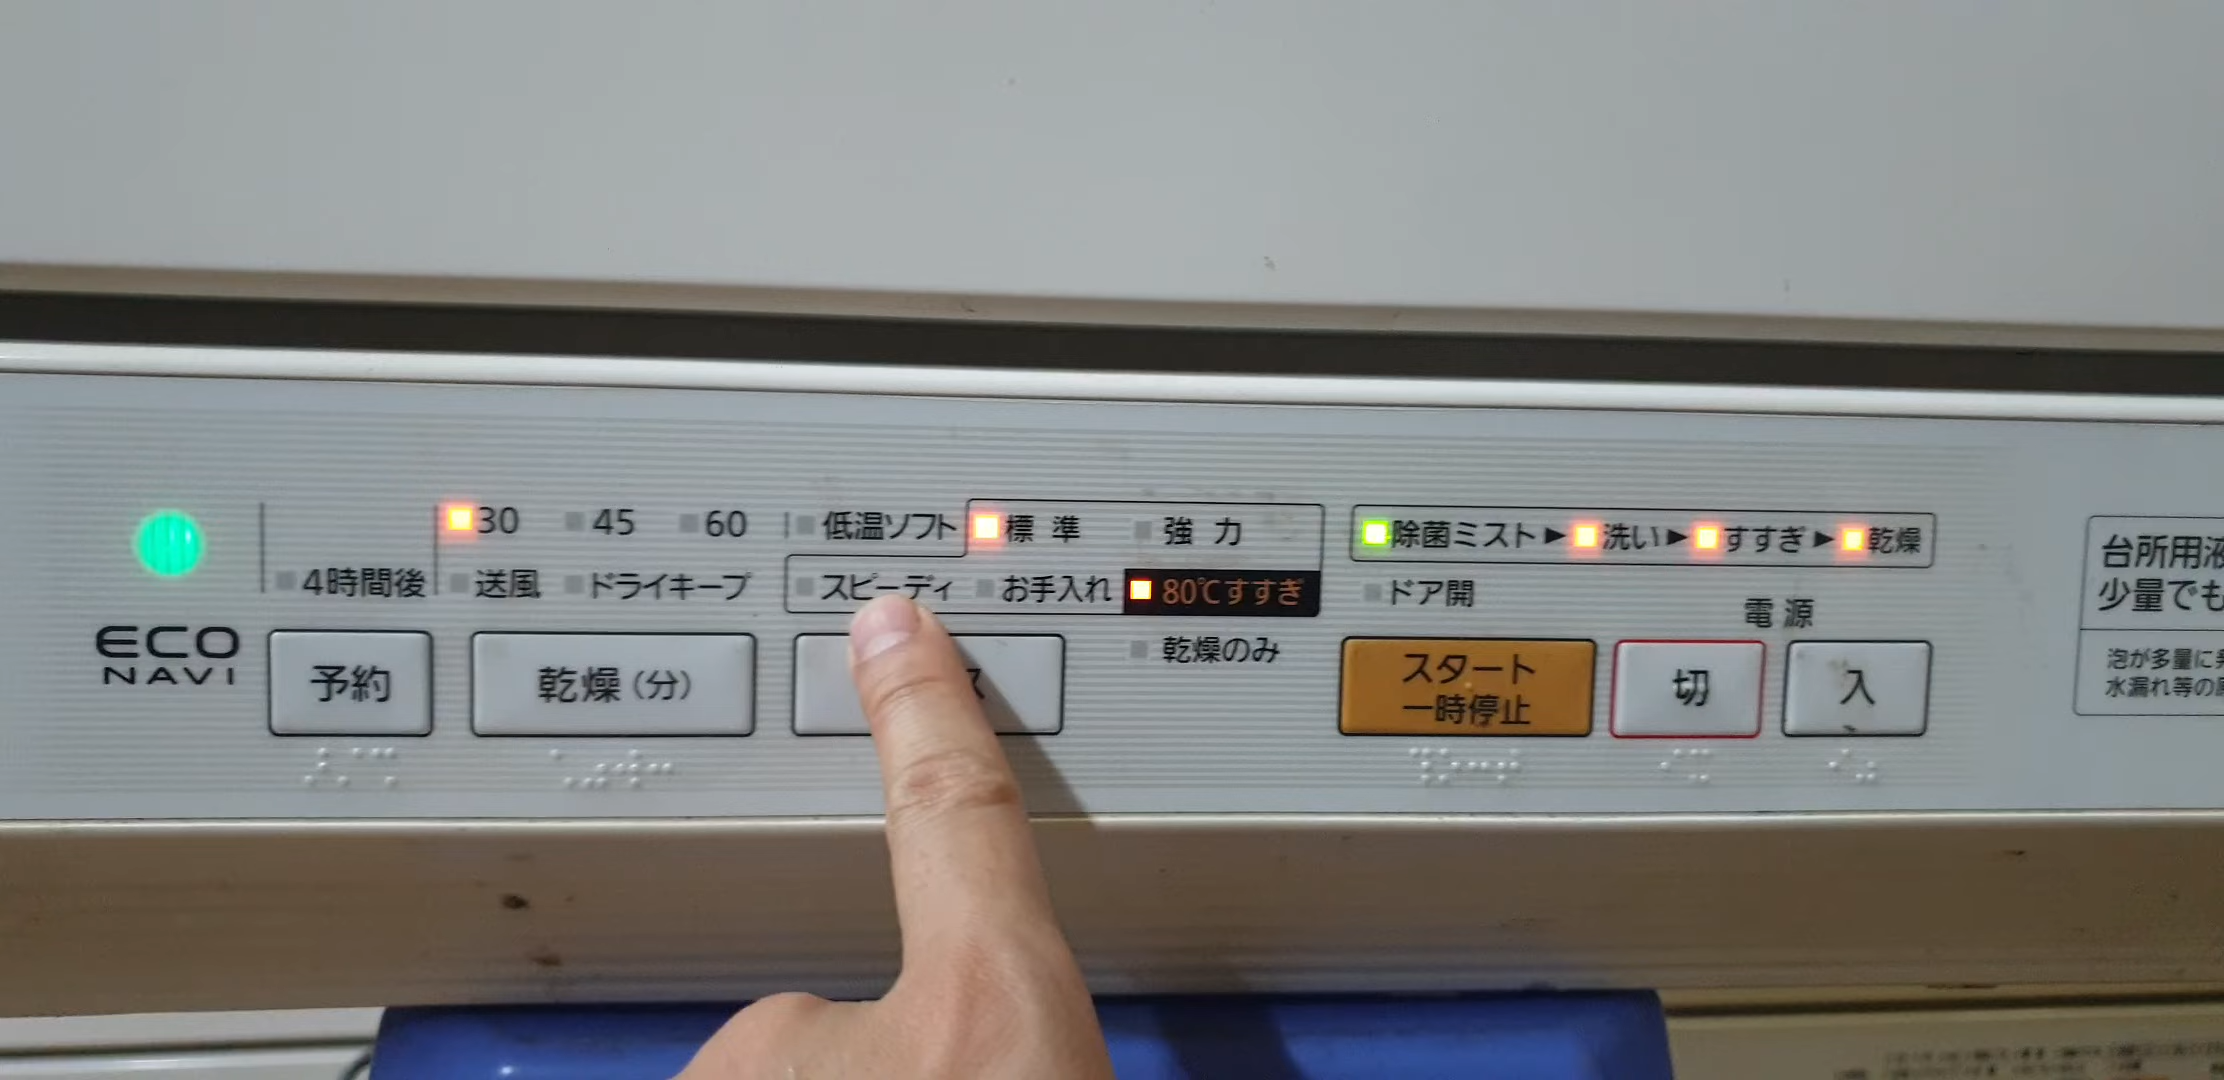 30 45 60 低温ソフト 標準 強力 除菌ミスト▶洗い▶すすぎ▶乾燥
4時間後 送風 ドライキープ スピーディ お手入れ 80℃すすぎ ドア開
電源
ECO
NAVI
予約
乾燥(分)
乾燥のみ
スタート
一時停止
切
入
台所用
少量でも
泡が多量に
水漏れ等の